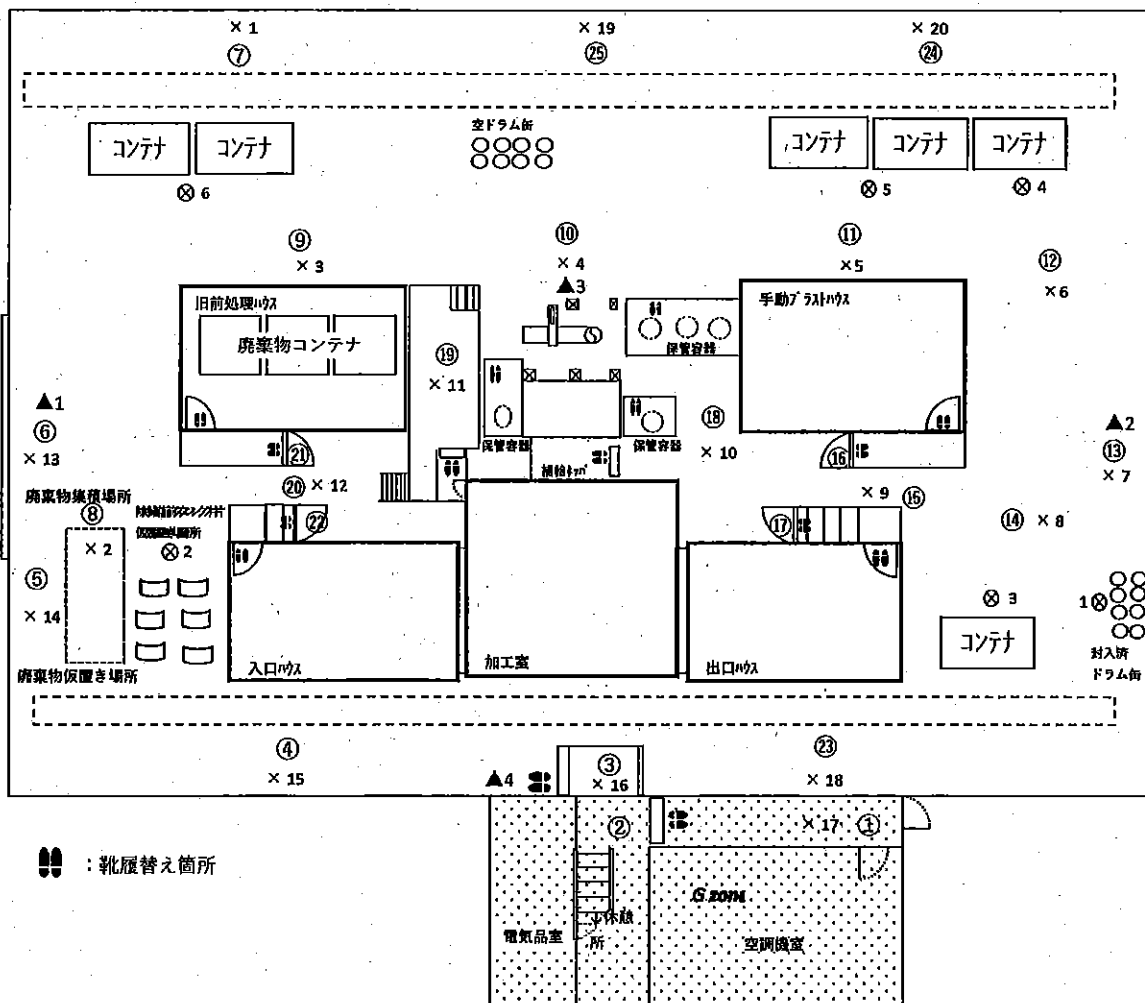 × 1
× 19
× 20
⑦
㉕
㉔
コンテナ
コンテナ
空ドラム缶
コンテナ
コンテナ
コンテナ
⊗ 6
⊗ 5
⊗ 4
⑨
⑩
⑪
⑫
× 3
× 4
× 5
× 6
▲3
旧前処理ハウス
手動ブラストハウス
廃棄物コンテナ
保管容器
⑲
× 11
▲1
⑥
× 13
⑱
× 10
▲2
⑬
× 7
保管容器
保管容器
㉑
⑯
⑳
× 12
× 9
⑮
廃棄物集積場所
⑧
× 2
仮置き箇所
⊗ 2
㉒
⑰
⑭
× 8
⑤
× 14
⊗ 3
1 ⊗
コンテナ
封入済
ドラム缶
廃棄物仮置き場所
入口ハウス
加工室
出口ハウス
④
× 15
▲4
③
× 16
㉓
× 18
②
× 17
①
:靴履替え箇所
G zone
電気品室
休憩
所
空調機室